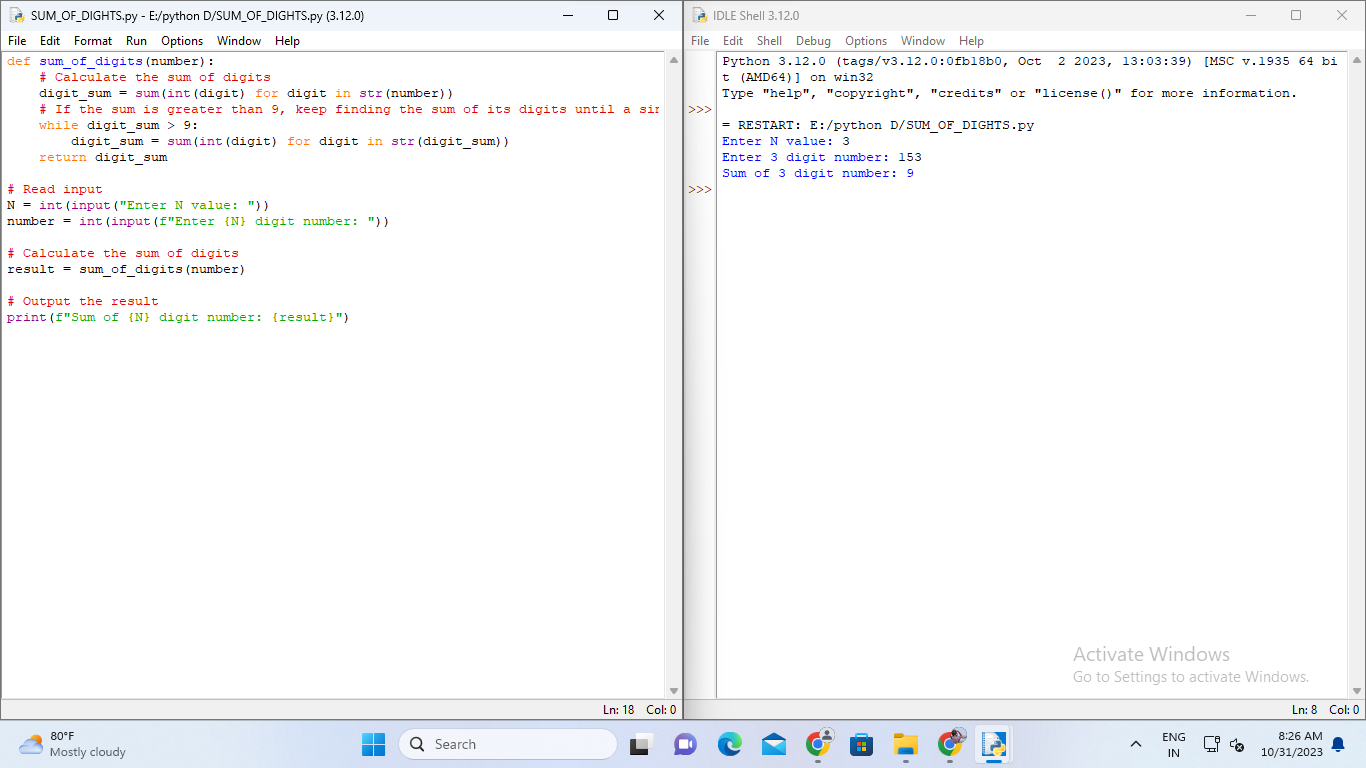 SUM_OF_DIGHTS.py - E:/python D/SUM_OF_DIGHTS.py (3.12.0)
File Edit Format Run Options Window Help
def sum_of_digits(number):
    # Calculate the sum of digits
    digit_sum = sum(int(digit) for digit in str(number))
    # If the sum is greater than 9, keep finding the sum of its digits until a sin
    while digit_sum > 9:
        digit_sum = sum(int(digit) for digit in str(digit_sum))
    return digit_sum
# Read input
N = int(input("Enter N value: "))
number = int(input(f"Enter {N} digit number: "))
# Calculate the sum of digits
result = sum_of_digits(number)
# Output the result
print(f"Sum of {N} digit number: {result}")
Ln: 18 Col: 0
IDLE Shell 3.12.0
File Edit Shell Debug Options Window Help
Python 3.12.0 (tags/v3.12.0:0fb18b0, Oct  2 2023, 13:03:39) [MSC v.1935 64 bi
t (AMD64)] on win32
Type "help", "copyright", "credits" or "license()" for more information.
>>>
= RESTART: E:/python D/SUM_OF_DIGHTS.py
Enter N value: 3
Enter 3 digit number: 153
Sum of 3 digit number: 9
>>>
Activate Windows
Go to Settings to activate Windows.
Ln: 8 Col: 0
80°F
Mostly cloudy
Search
ENG
IN
8:26 AM
10/31/2023